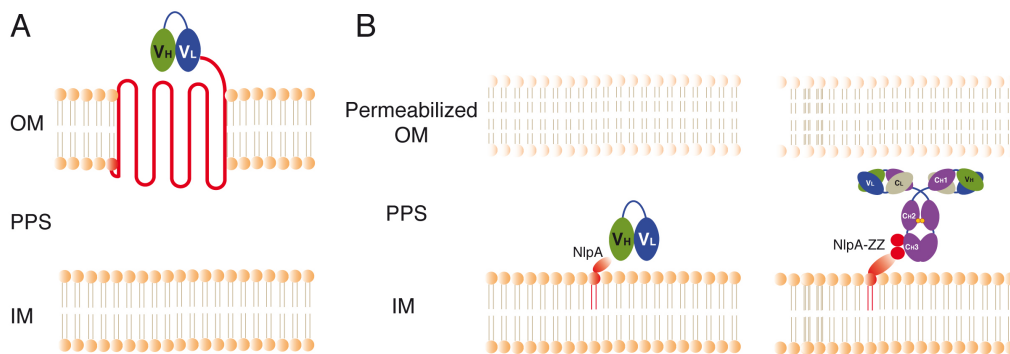 A
B
VH
VL
OM
PPS
IM
Permeabilized
OM
PPS
IM
NlpA
VH
VL
VL
CL
CH1
VH
CH2
CH3
NlpA-ZZ